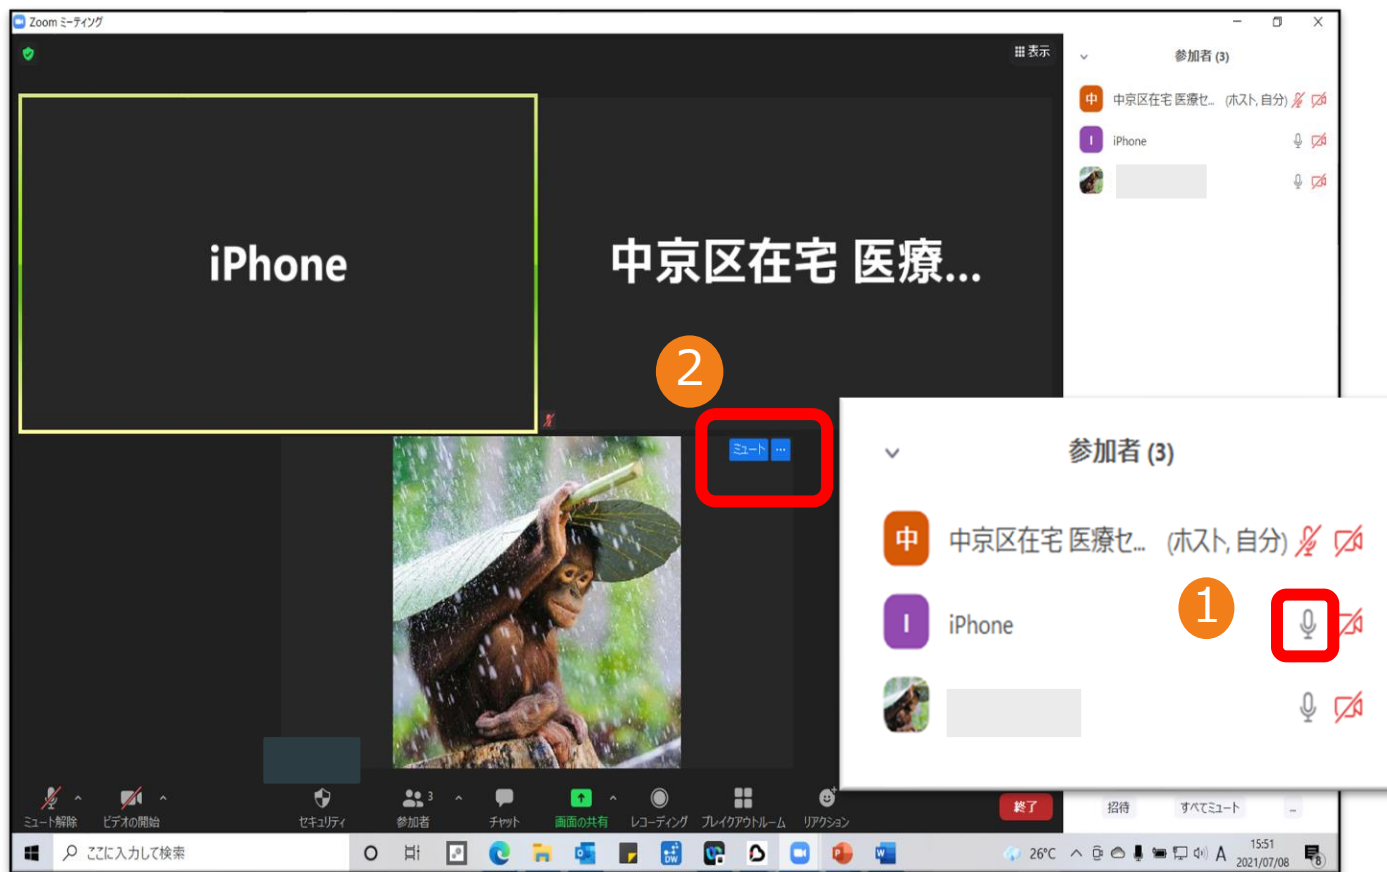 Zoom ミーティング
表示
参加者 (3)
中 中京区在宅 医療セ... (ホスト, 自分)
I iPhone
iPhone
中京区在宅 医療...
2
ミュート ...
参加者 (3)
中 中京区在宅 医療セ... (ホスト, 自分)
1
I iPhone
ミュート解除
ビデオの開始
セキュリティ
参加者 3
チャット
画面の共有
レコーディング
ブレイクアウトルーム
リアクション
終了
招待
すべてミュート
...
ここに入力して検索
26°C
A
15:51
2021/07/08
8